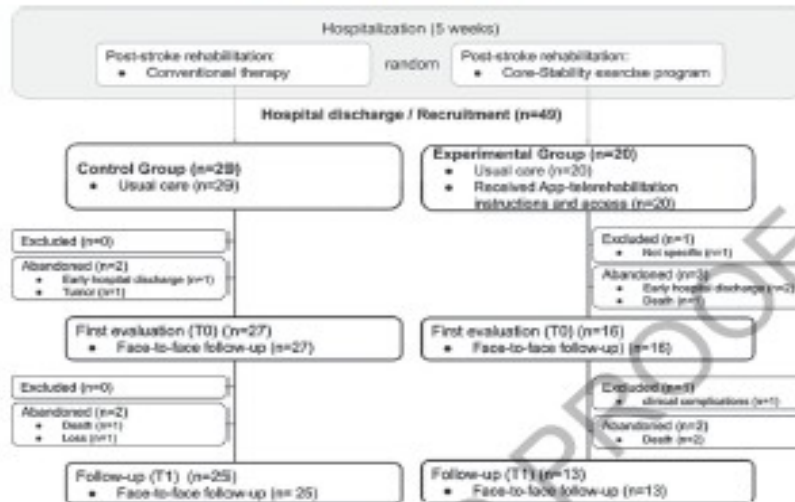 Hospitalization (5 weeks)
Post-stroke rehabilitation:
• Conventional therapy
random
Post-stroke rehabilitation:
• Core-Stability exercise program
Hospital discharge / Recruitment (n=49)
Control Group (n=29)
• Usual care (n=29)
Experimental Group (n=20)
• Usual care (n=20)
• Received App-telerehabilitation
instructions and access (n=20)
Excluded (n=0)
Abandoned (n=2)
• Early hospital discharge (n=1)
• Tumor (n=1)
Excluded (n=1)
• Not specific (n=1)
Abandoned (n=3)
• Early hospital discharge (n=2)
• Death (n=1)
First evaluation (T0) (n=27)
• Face-to-face follow-up (n=27)
First evaluation (T0) (n=16)
• Face-to-face follow-up) (n=16)
Excluded (n=0)
Abandoned (n=2)
• Death (n=1)
• Loss (n=1)
Excluded
• clinical complications (n=1)
Abandoned (n=2)
• Death (n=2)
Follow-up (T1) (n=25)
• Face-to-face follow-up (n= 25)
Follow-up (T1) (n=13)
• Face-to-face follow-up (n=13)
PROOF